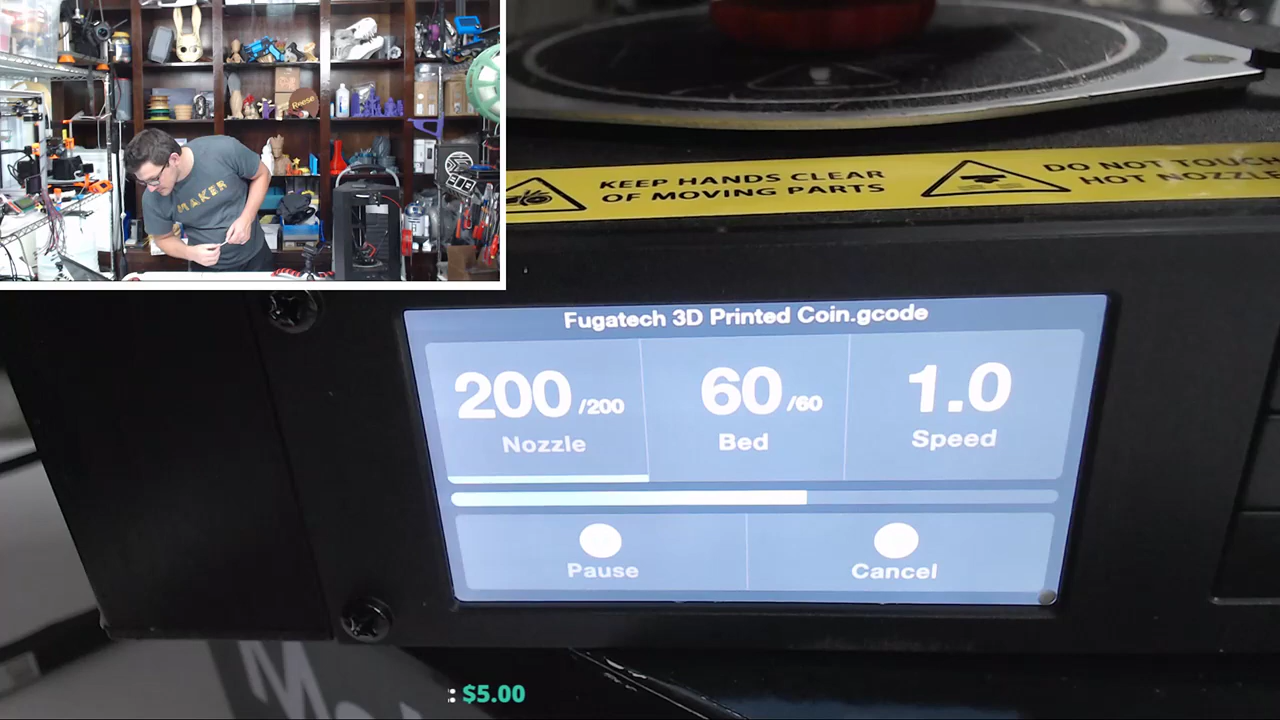 MAKER
Reese
KEEP HANDS CLEAR
OF MOVING PARTS
DO NOT TOUCH
HOT NOZZLE
Fugatech 3D Printed Coin.gcode
200 /200
Nozzle
60 /60
Bed
1.0
Speed
Pause
Cancel
: $5.00